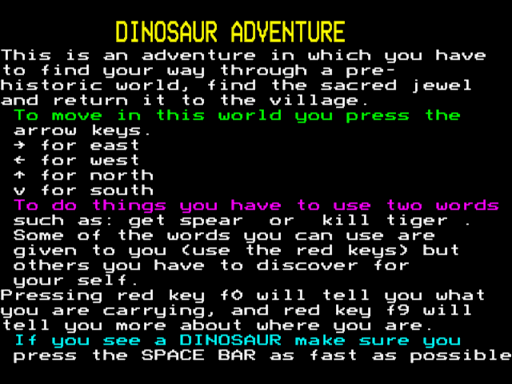 DINOSAUR ADVENTURE
This is an adventure in which you have
to find your way through a pre-
historic world, find the sacred jewel
and return it to the village.
To move in this world you press the
arrow keys.
→ for east
← for west
↑ for north
v for south
To do things you have to use two words
such as: get spear or kill tiger .
Some of the words you can use are
given to you (use the red keys) but
others you have to discover for
your self.
Pressing red key f0 will tell you what
you are carrying, and red key f9 will
tell you more about where you are.
If you see a DINOSAUR make sure you
press the SPACE BAR as fast as possible